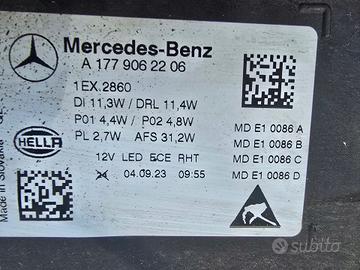 Mercedes-Benz
A 177 906 22 06
1EX.2860
DI 11,3W / DRL 11,4W
P01 4,4W / P02 4,8W
PL 2,7W AFS 31,2W
12V LED ECE RHT
04.09.23 09:55
MD E1 0086 A
MD E1 0086 B
MD E1 0086 C
MD E1 0086 D
HELLA
Made in Slovakia
subito